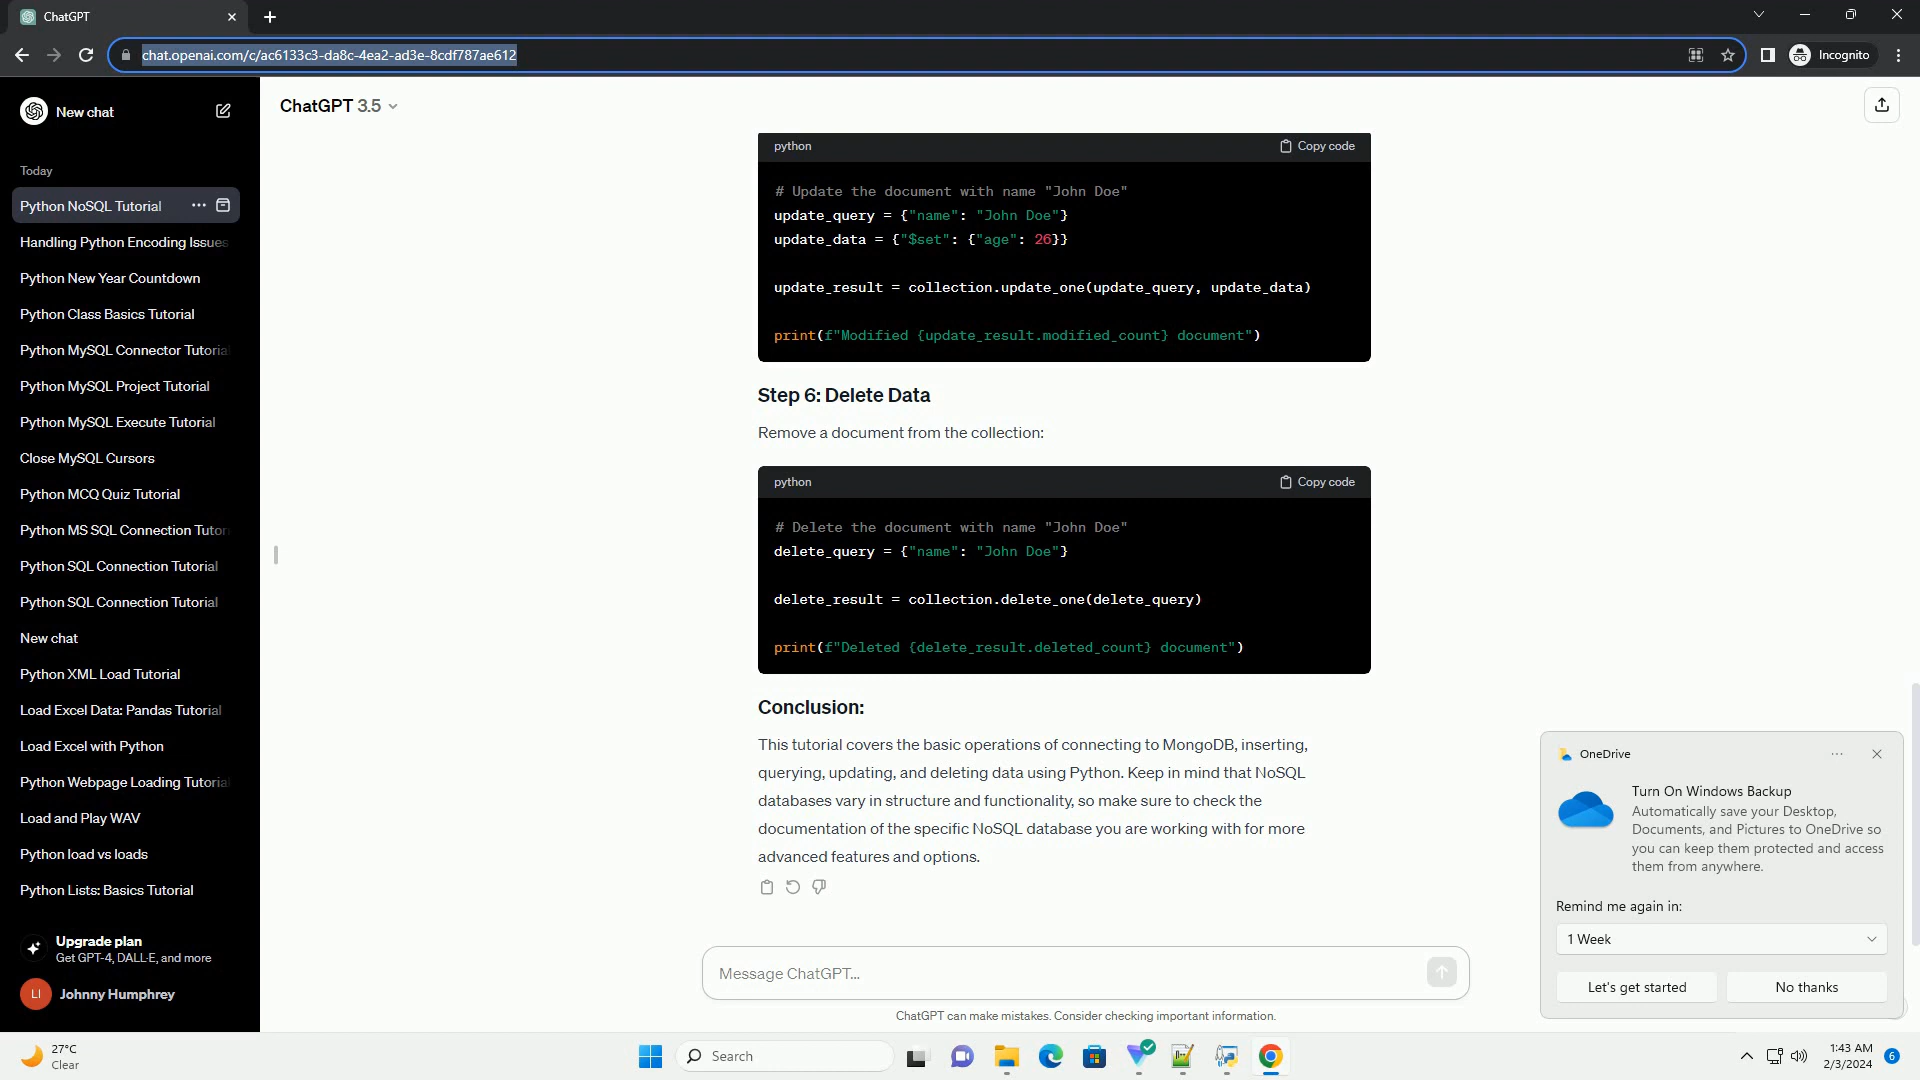 ChatGPT
chat.openai.com/c/ac6133c3-da8c-4ea2-ad3e-8cdf787ae612
Incognito
New chat
Today
Python NoSQL Tutorial
Handling Python Encoding Issues
Python New Year Countdown
Python Class Basics Tutorial
Python MySQL Connector Tutoria
Python MySQL Project Tutorial
Python MySQL Execute Tutorial
Close MySQL Cursors
Python MCQ Quiz Tutorial
Python MS SQL Connection Tutor
Python SQL Connection Tutorial
Python SQL Connection Tutorial
New chat
Python XML Load Tutorial
Load Excel Data: Pandas Tutorial
Load Excel with Python
Python Webpage Loading Tutoria
Load and Play WAV
Python load vs loads
Python Lists: Basics Tutorial
Upgrade plan
Get GPT-4, DALL·E, and more
LI Johnny Humphrey
ChatGPT 3.5
python Copy code
# Update the document with name "John Doe"
update_query = {"name": "John Doe"}
update_data = {"$set": {"age": 26}}
update_result = collection.update_one(update_query, update_data)
print(f"Modified {update_result.modified_count} document")
Step 6: Delete Data
Remove a document from the collection:
python Copy code
# Delete the document with name "John Doe"
delete_query = {"name": "John Doe"}
delete_result = collection.delete_one(delete_query)
print(f"Deleted {delete_result.deleted_count} document")
Conclusion:
This tutorial covers the basic operations of connecting to MongoDB, inserting,
querying, updating, and deleting data using Python. Keep in mind that NoSQL
databases vary in structure and functionality, so make sure to check the
documentation of the specific NoSQL database you are working with for more
advanced features and options.
Message ChatGPT...
ChatGPT can make mistakes. Consider checking important information.
OneDrive
Turn On Windows Backup
Automatically save your Desktop,
Documents, and Pictures to OneDrive so
you can keep them protected and access
them from anywhere.
Remind me again in:
1 Week
Let's get started
No thanks
27°C
Clear
Search
1:43 AM
2/3/2024
6